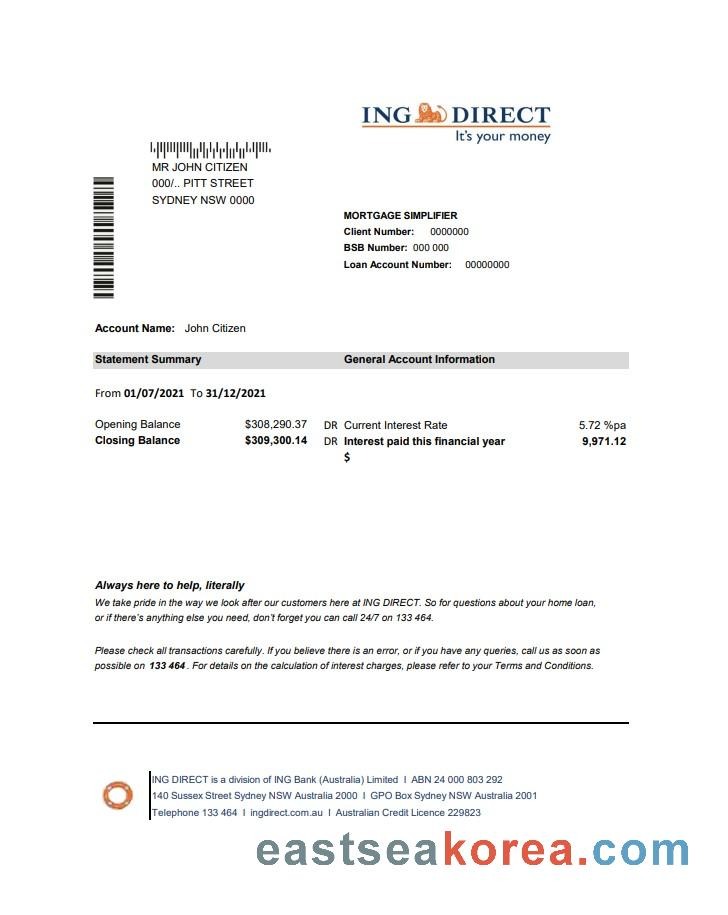 ING DIRECT
It's your money
MR JOHN CITIZEN
000/.. PITT STREET
SYDNEY NSW 0000
MORTGAGE SIMPLIFIER
Client Number: 0000000
BSB Number: 000 000
Loan Account Number: 00000000
Account Name: John Citizen
Statement Summary General Account Information
From 01/07/2021 To 31/12/2021
Opening Balance $308,290.37 DR Current Interest Rate 5.72 %pa
Closing Balance $309,300.14 DR Interest paid this financial year 9,971.12
$
Always here to help, literally
We take pride in the way we look after our customers here at ING DIRECT. So for questions about your home loan,
or if there's anything else you need, don't forget you can call 24/7 on 133 464.
Please check all transactions carefully. If you believe there is an error, or if you have any queries, call us as soon as
possible on 133 464 . For details on the calculation of interest charges, please refer to your Terms and Conditions.
ING DIRECT is a division of ING Bank (Australia) Limited I ABN 24 000 803 292
140 Sussex Street Sydney NSW Australia 2000 I GPO Box Sydney NSW Australia 2001
Telephone 133 464 I ingdirect.com.au I Australian Credit Licence 229823
eastseakorea.com